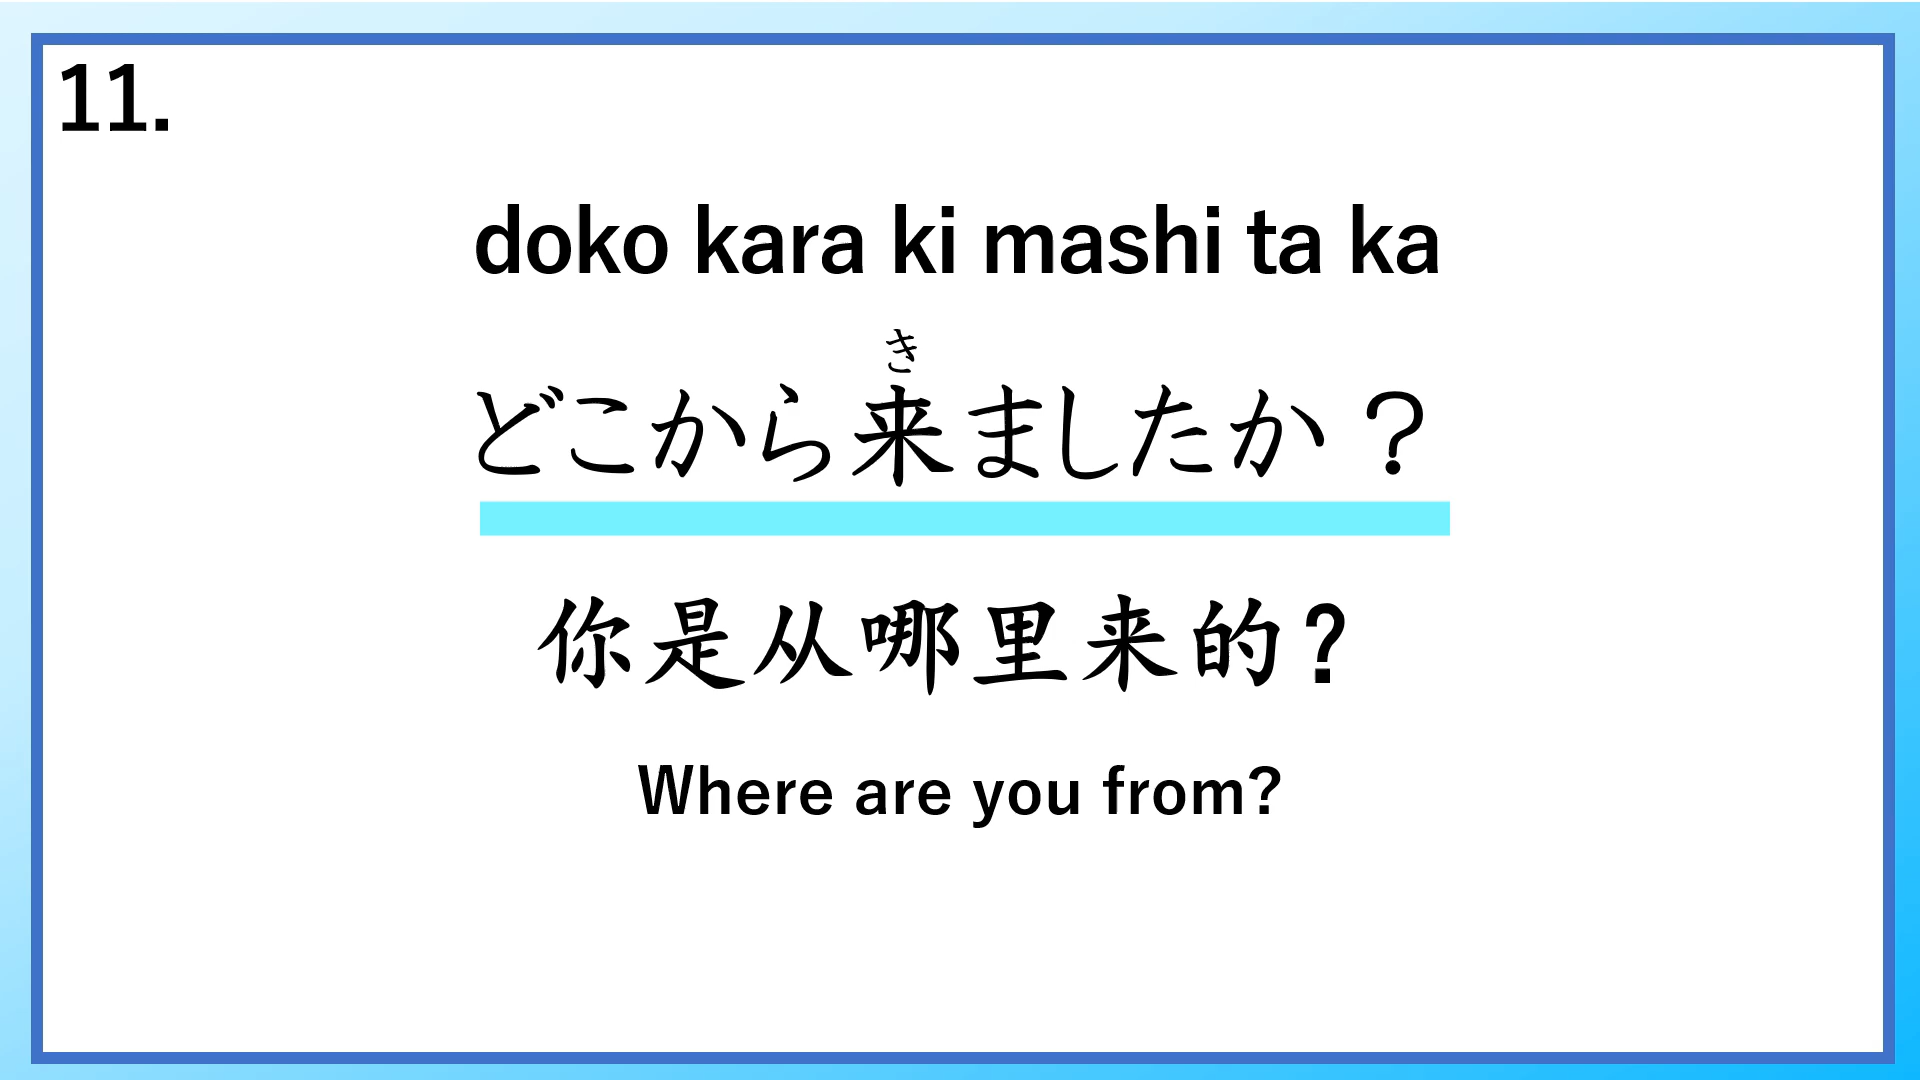 11.
doko kara ki mashi ta ka
き
どこから来ましたか？
你是从哪里来的?
Where are you from?